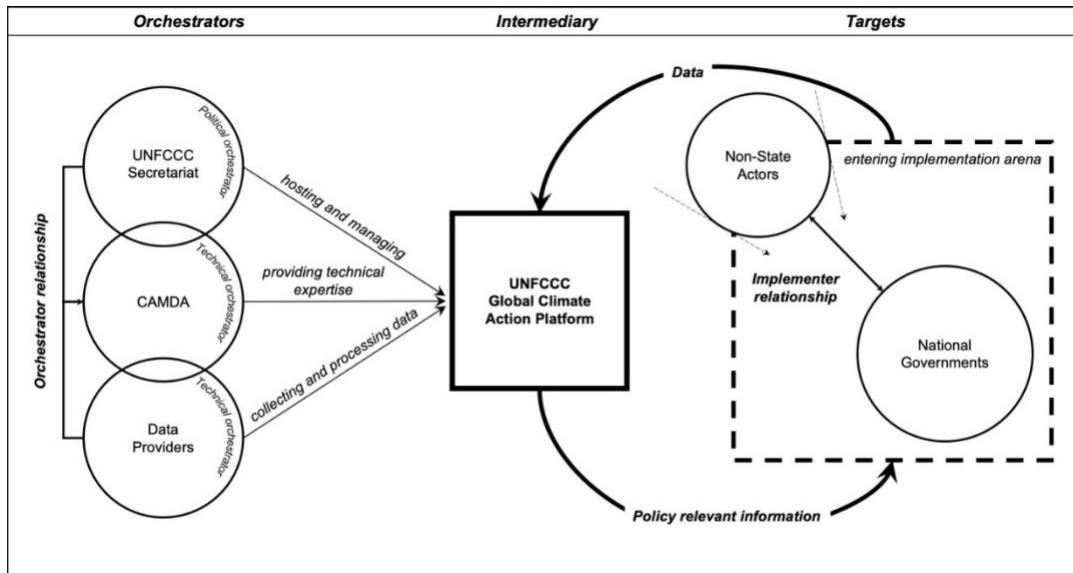 Orchestrators
Intermediary
Targets
Orchestrator relationship
UNFCCC
Secretariat
Political orchestrator
CAMDA
Technical orchestrator
Data
Providers
Technical orchestrator
hosting and managing
providing technical
expertise
collecting and processing data
UNFCCC
Global Climate
Action Platform
Data
Non-State
Actors
entering implementation arena
Implementer
relationship
National
Governments
Policy relevant information